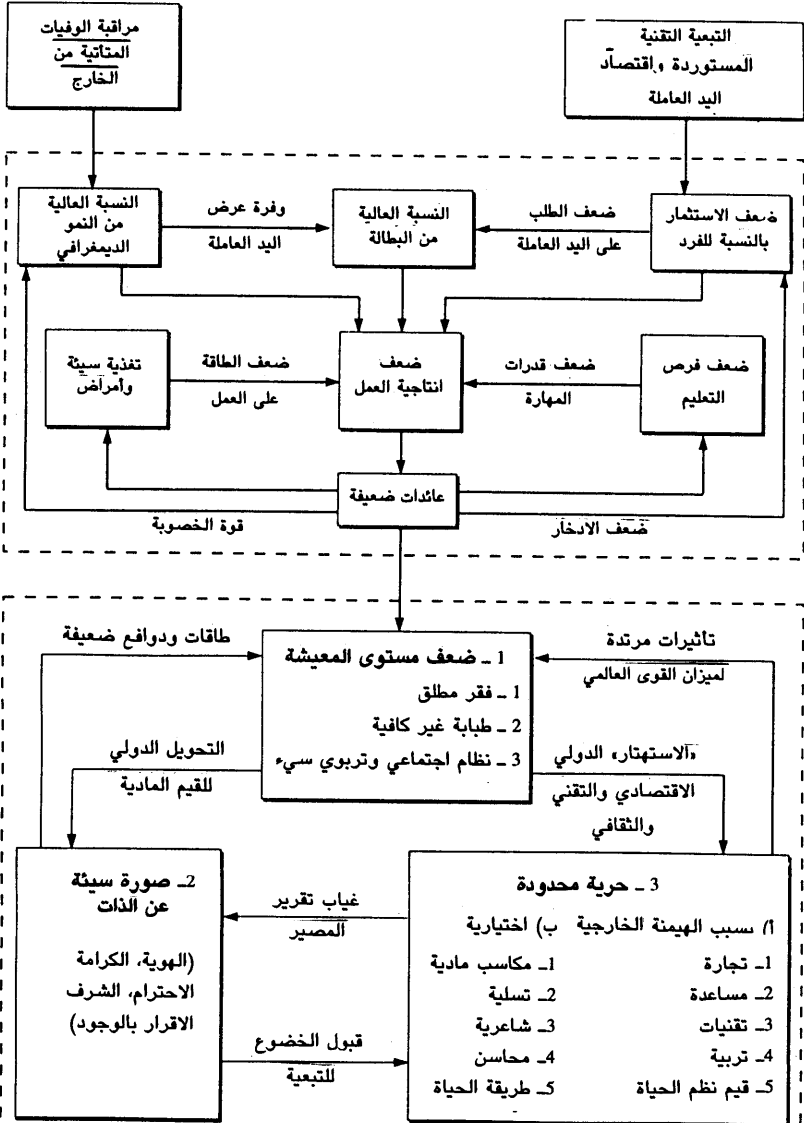 التبعية التقنية
المستوردة واقتصاد
اليد العاملة
مراقبة الوفيات
المتأتية من
الخارج
ضعف الاستثمار
بالنسبة للفرد
ضعف الطلب
على اليد العاملة
النسبة العالية
من البطالة
وفرة عرض
اليد العاملة
النسبة العالية
من النمو
الديمغرافي
ضعف فرص
التعليم
ضعف قدرات
المهارة
ضعف
انتاجية العمل
ضعف الطاقة
على العمل
تغذية سيئة
وأمراض
عائدات ضعيفة
ضعف الادخار
قوة الخصوبة
تأثيرات مرتدة
لميزان القوى العالمي
1 ـ ضعف مستوى المعيشة
1 ـ فقر مطلق
2 ـ طبابة غير كافية
3 ـ نظام اجتماعي وتربوي سيء
طاقات ودوافع ضعيفة
«الاستهتار» الدولي
الاقتصادي والتقني
والثقافي
التحويل الدولي
للقيم المادية
3 ـ حرية محدودة
أ) بسبب الهيمنة الخارجية ب) اختيارية
1ـ تجارة 1ـ مكاسب مادية
2ـ مساعدة 2ـ تسلية
3ـ تقنيات 3ـ شاعرية
4ـ تربية 4ـ محاسن
5ـ قيم نظم الحياة 5ـ طريقة الحياة
غياب تقرير
المصير
قبول الخضوع
للتبعية
2ـ صورة سيئة
عن الذات
(الهوية، الكرامة
الاحترام، الشرف
الاقرار بالوجود)